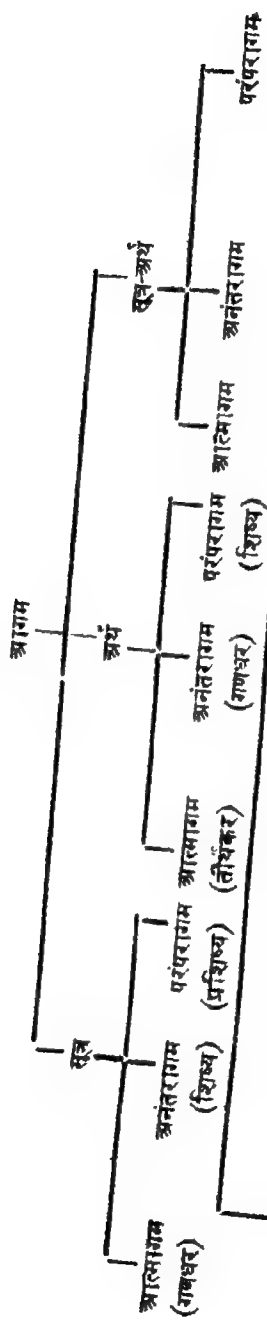 आगम
सूत्र अर्थ सूत्र-अर्थ
आत्मागम अनंतरागम परंपरागम आत्मागम अनंतरागम परंपरागम आत्मागम अनंतरागम परंपरागम
(गणधर) (शिष्य) (प्रशिष्य) (तीर्थंकर) (गणधर) (शिष्य)